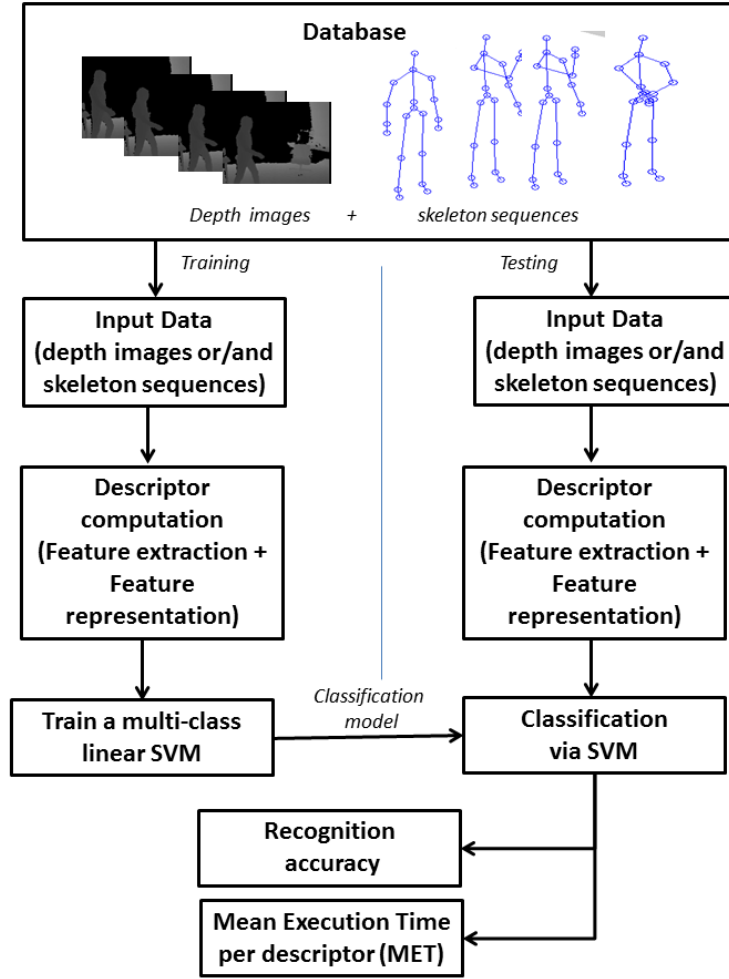 Database
Depth images + skeleton sequences
Training
Testing
Input Data
(depth images or/and
skeleton sequences)
Input Data
(depth images or/and
skeleton sequences)
Descriptor
computation
(Feature extraction +
Feature
representation)
Descriptor
computation
(Feature extraction +
Feature
representation)
Train a multi-class
linear SVM
Classification
model
Classification
via SVM
Recognition
accuracy
Mean Execution Time
per descriptor (MET)